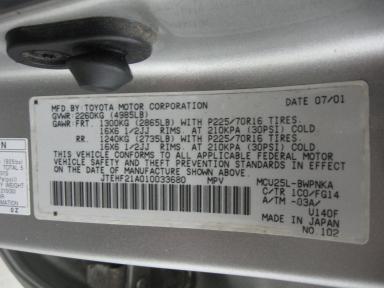 MFD.BY:TOYOTA MOTOR CORPORATION DATE 07/01
GVWR:2260KG (4985LB)
GAWR:FRT. 1300KG (2865LB) WITH P225/70R16 TIRES.
16X6 1/2JJ RIMS. AT 210KPA (30PSI) COLD
RR. 1240KG (2735LB) WITH P225/70R16 TIRES.
16X6 1/2JJ RIMS. AT 210KPA (30PSI) COLD
THIS VEHICLE CONFORMS TO ALL APPLICABLE FEDERAL MOTOR
VEHICLE SAFETY AND THEFT PREVENTION STANDARDS IN EFFECT
ON THE DATE OF MANUFACTURE SHOWN ABOVE.
JTEHF21A010033680 MPV MCU25L-BWPNKA
C/TR 1C0/FG14
A/TM -03A/
U140F
NO.102